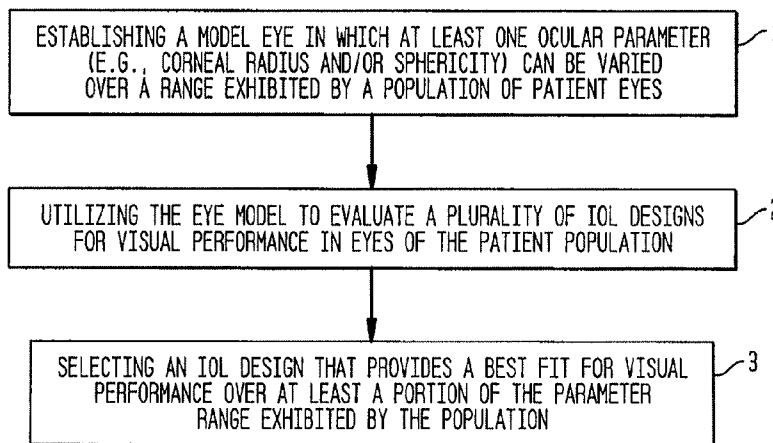 ESTABLISHING A MODEL EYE IN WHICH AT LEAST ONE OCULAR PARAMETER
(E.G., CORNEAL RADIUS AND/OR SPHERICITY) CAN BE VARIED
OVER A RANGE EXHIBITED BY A POPULATION OF PATIENT EYES
UTILIZING THE EYE MODEL TO EVALUATE A PLURALITY OF IOL DESIGNS
FOR VISUAL PERFORMANCE IN EYES OF THE PATIENT POPULATION
2
SELECTING AN IOL DESIGN THAT PROVIDES A BEST FIT FOR VISUAL
PERFORMANCE OVER AT LEAST A PORTION OF THE PARAMETER
RANGE EXHIBITED BY THE POPULATION
3